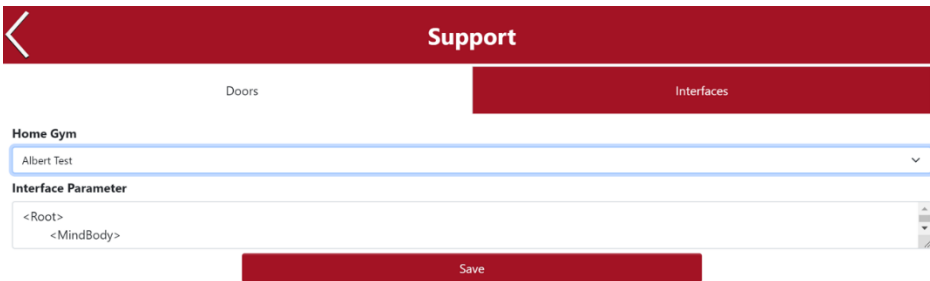 Support
Doors
Interfaces
Home Gym
Albert Test
Interface Parameter
<Root>
<MindBody>
Save